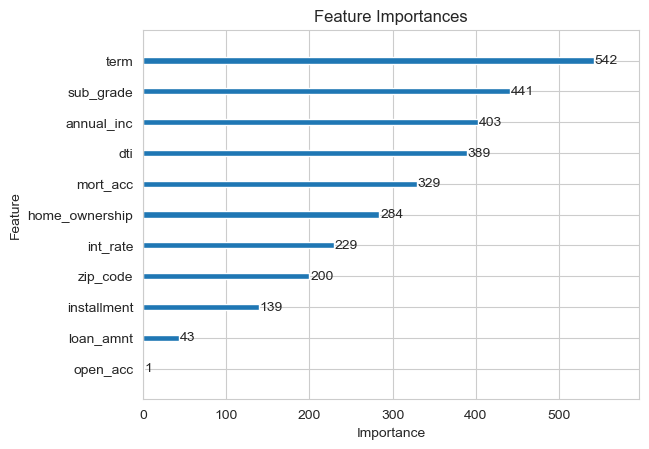 Feature Importances
Feature
term 542
sub_grade 441
annual_inc 403
dti 389
mort_acc 329
home_ownership 284
int_rate 229
zip_code 200
installment 139
loan_amnt 43
open_acc 1
0 100 200 300 400 500
Importance